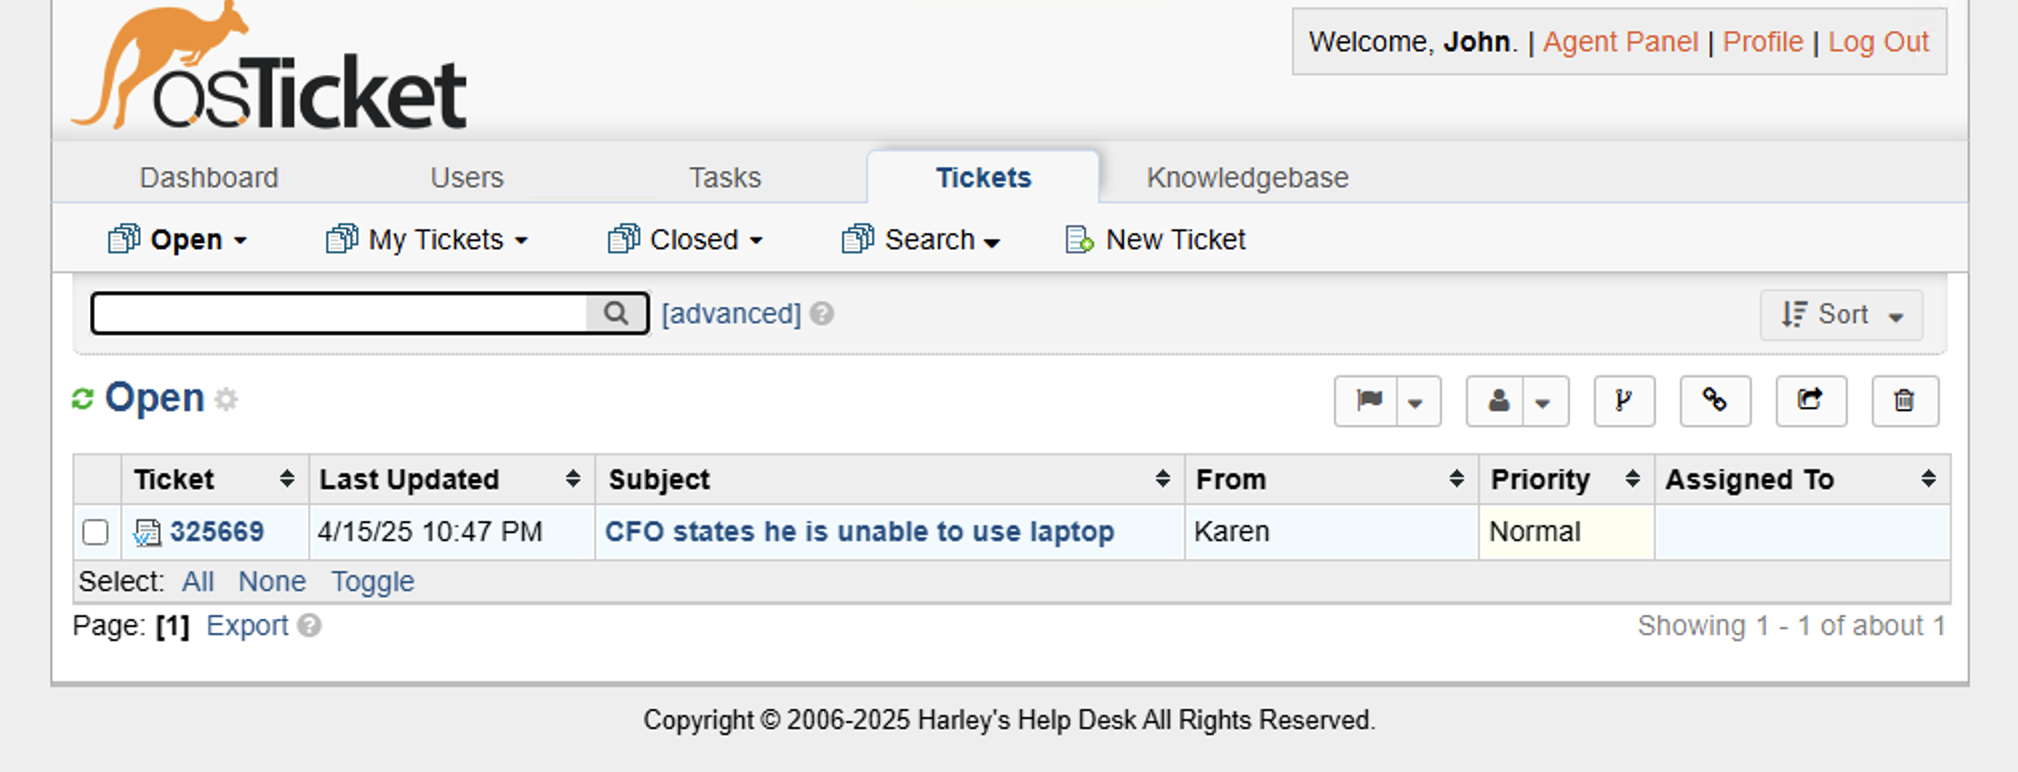 osTicket
Welcome, John. | Agent Panel | Profile | Log Out
Dashboard Users Tasks Tickets Knowledgebase
Open My Tickets Closed Search New Ticket
[advanced] ? Sort
Open
Ticket Last Updated Subject From Priority Assigned To
325669 4/15/25 10:47 PM CFO states he is unable to use laptop Karen Normal
Select: All None Toggle
Page: [1] Export ? Showing 1 - 1 of about 1
Copyright © 2006-2025 Harley's Help Desk All Rights Reserved.